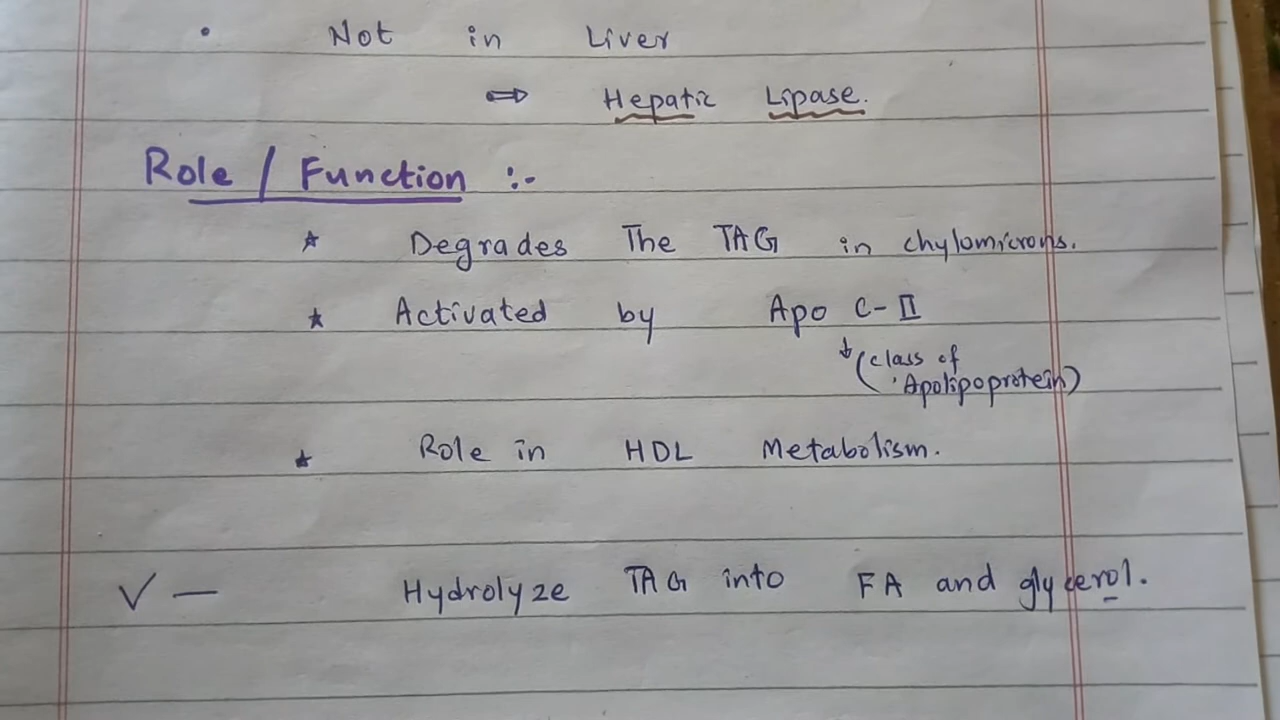 • Not in Liver
⇒ Hepatic Lipase.
Role / Function :-
★ Degrades The TAG in chylomicrons.
★ Activated by Apo C-II
↓ (class of
Apolipoprotein)
★ Role in HDL Metabolism.
✓ — Hydrolyze TAG into FA and glycerol.